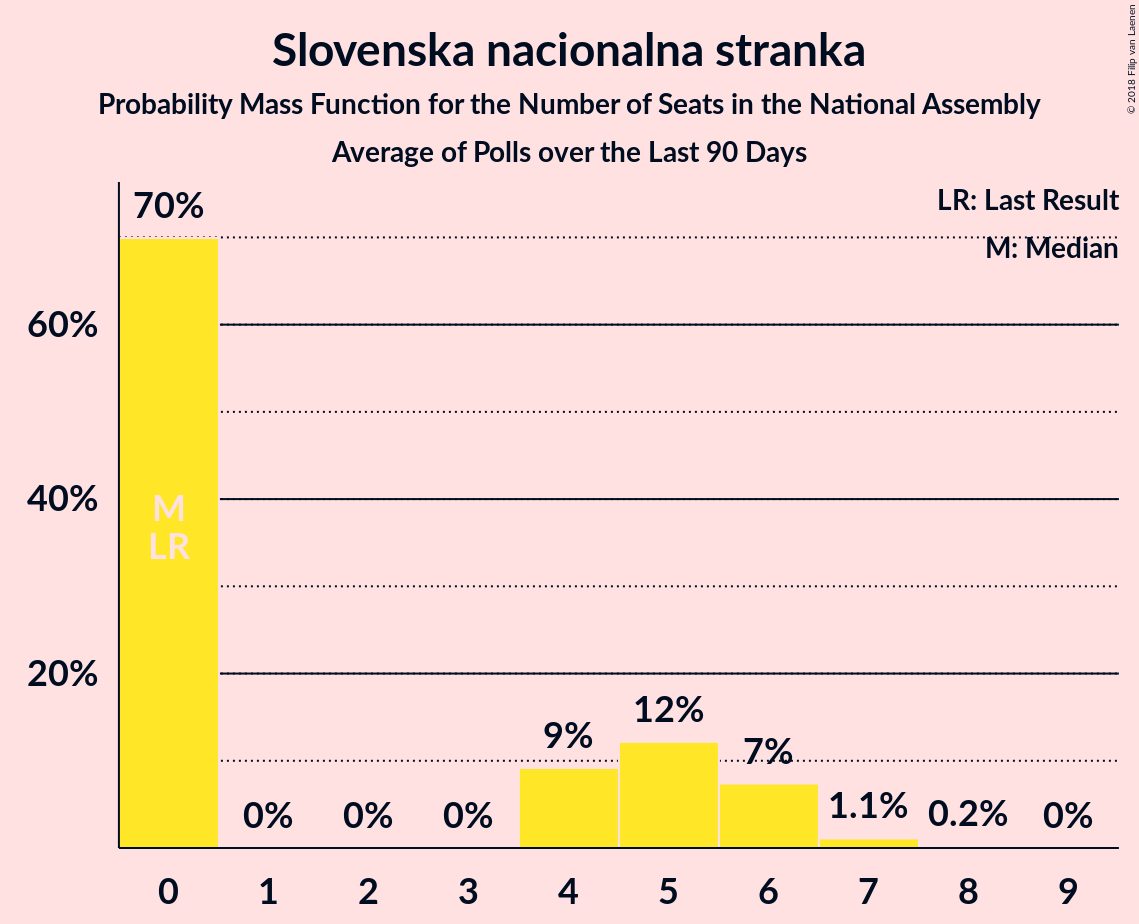 Slovenska nacionalna stranka
Probability Mass Function for the Number of Seats in the National Assembly
Average of Polls over the Last 90 Days
© 2018 Filip van Laenen
LR: Last Result
M: Median
70%
60%
40%
20%
M
LR
0%
0%
0%
9%
12%
7%
1.1%
0.2%
0%
0 1 2 3 4 5 6 7 8 9